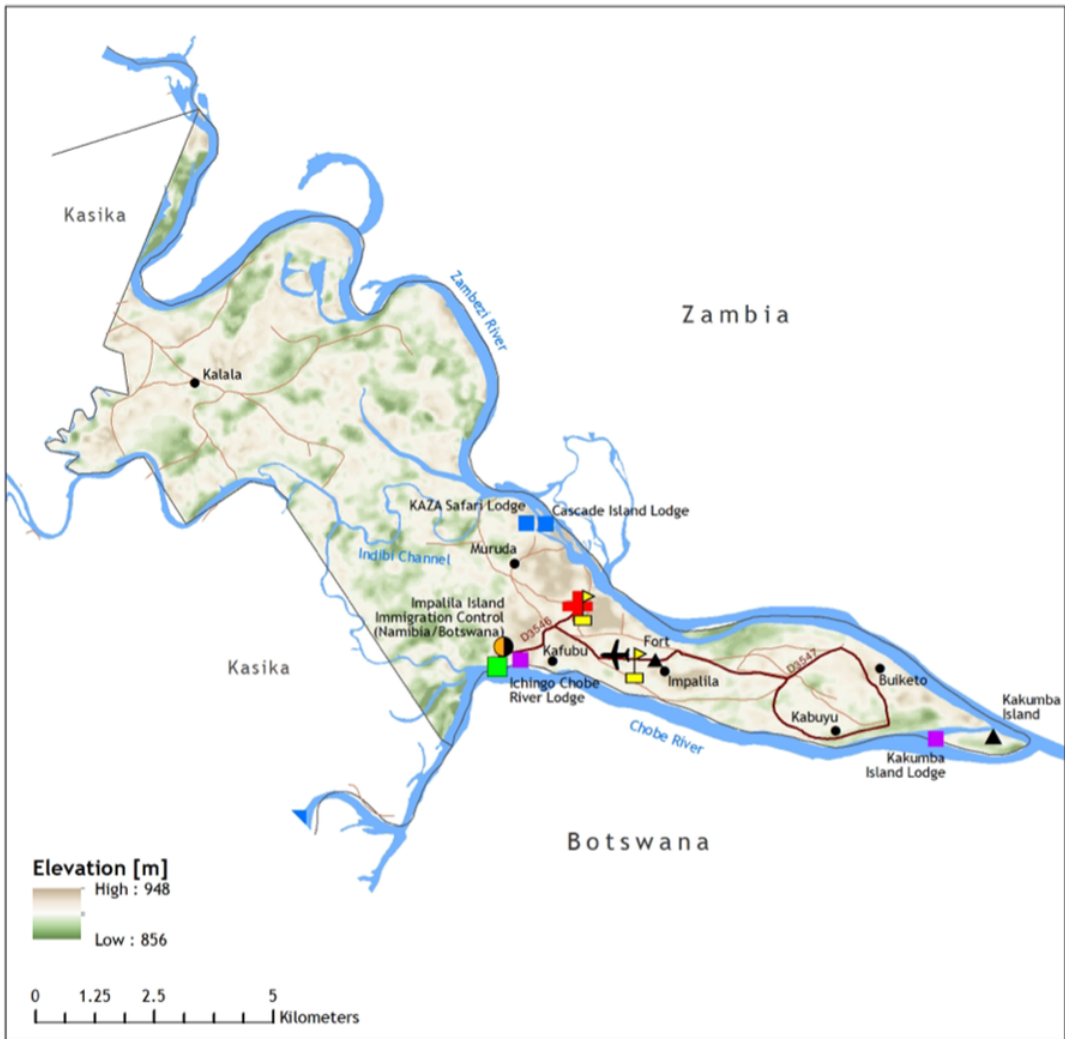 Kasika
Zambezi River
Zambia
Kalala
KAZA Safari Lodge
Cascade Island Lodge
Muruda
Indibi Channel
Impalila Island
Immigration Control
(Namibia/Botswana)
D3546
Kafubu
Fort
Impalila
D3547
Buiketo
Kasika
Ichingo Chobe
River Lodge
Chobe River
Kabuyu
Kakumba
Island
Kakumba
Island Lodge
Botswana
Elevation [m]
High : 948
Low : 856
0 1.25 2.5 5
Kilometers